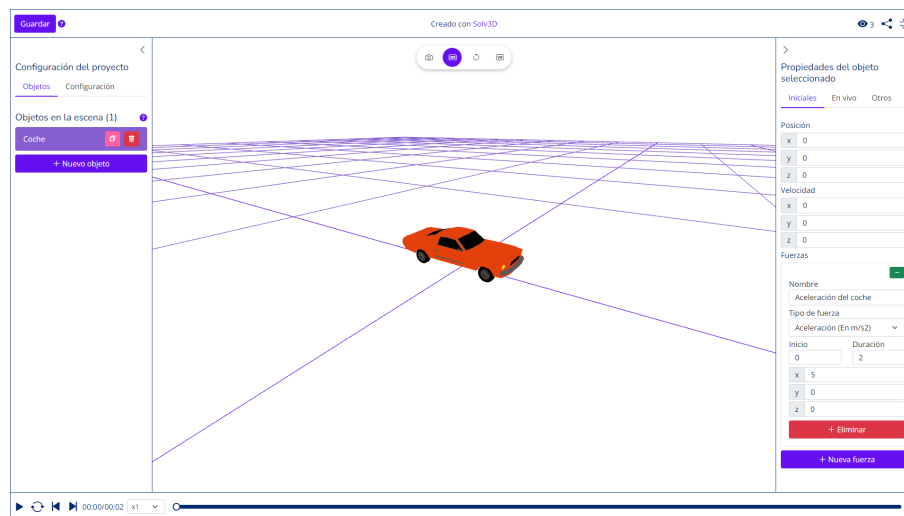 Guardar ?
Creado con Solv3D
3
Configuración del proyecto
Objetos Configuración
Objetos en la escena (1) ?
Coche
+ Nuevo objeto
Propiedades del objeto
seleccionado
Iniciales En vivo Otros
Posición
x 0
y 0
z 0
Velocidad
x 0
y 0
z 0
Fuerzas
−
Nombre
Aceleración del coche
Tipo de fuerza
Aceleración (En m/s2)
Inicio Duración
0 2
x 5
y 0
z 0
+ Eliminar
+ Nueva fuerza
00:00/00:02 x1